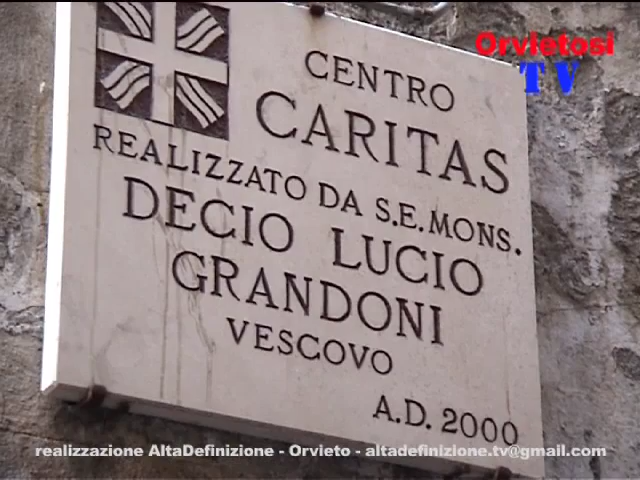 Orvietosi
TV
CENTRO
CARITAS
REALIZZATO DA S.E. MONS.
DECIO LUCIO
GRANDONI
VESCOVO
A.D. 2000
realizzazione AltaDefinizione - Orvieto - altadefinizione.tv@gmail.com